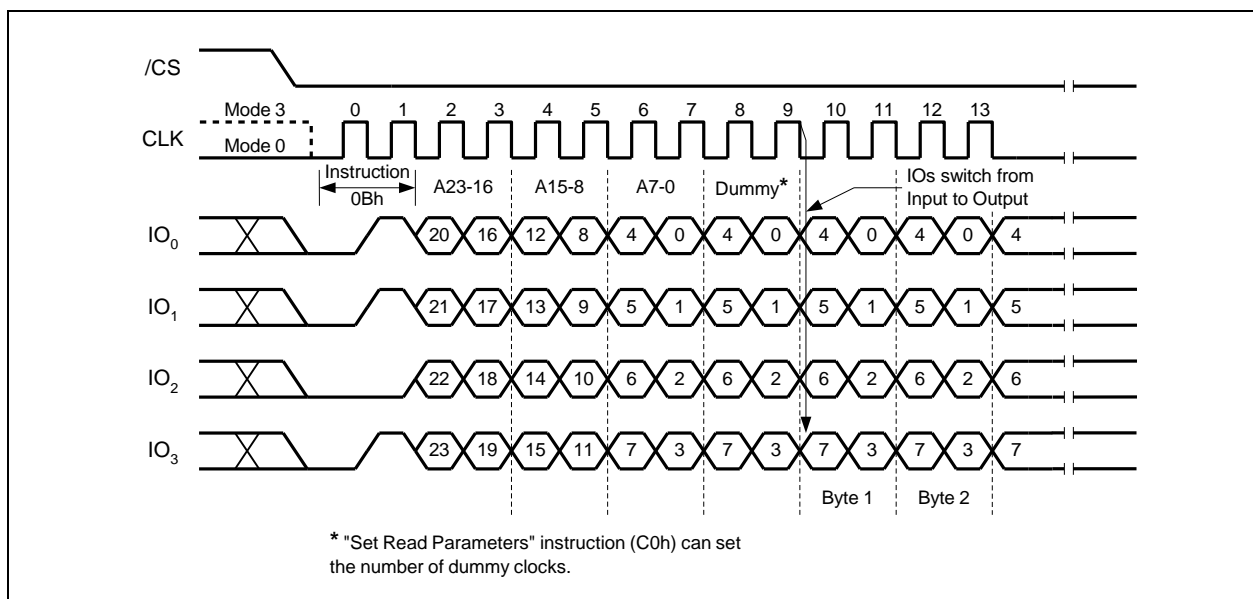 /CS
Mode 3 0 1 2 3 4 5 6 7 8 9 10 11 12 13
CLK Mode 0
Instruction A23-16 A15-8 A7-0 Dummy* IOs switch from
0Bh Input to Output
IO0 20 16 12 8 4 0 4 0 4 0 4 0 4
IO1 21 17 13 9 5 1 5 1 5 1 5 1 5
IO2 22 18 14 10 6 2 6 2 6 2 6 2 6
IO3 23 19 15 11 7 3 7 3 7 3 7 3 7
Byte 1 Byte 2
* "Set Read Parameters" instruction (C0h) can set
the number of dummy clocks.